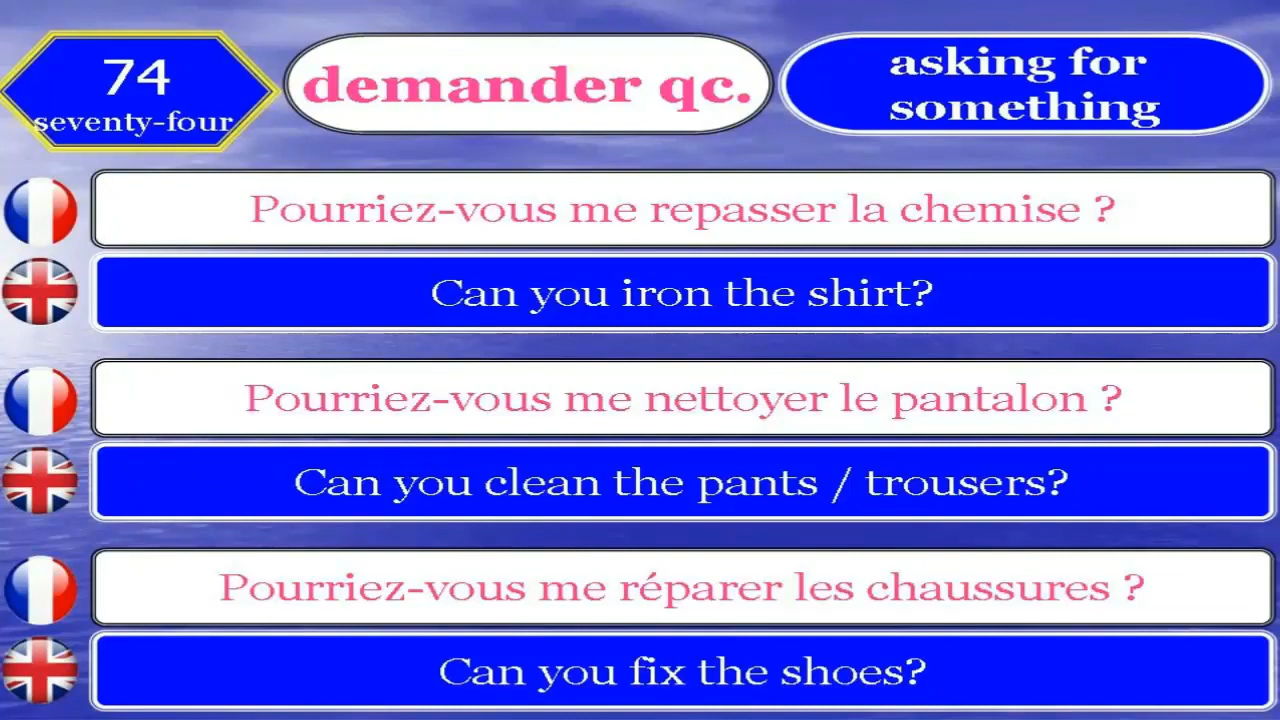 74
seventy-four
demander qc.
asking for
something
Pourriez-vous me repasser la chemise ?
Can you iron the shirt?
Pourriez-vous me nettoyer le pantalon ?
Can you clean the pants / trousers?
Pourriez-vous me réparer les chaussures ?
Can you fix the shoes?